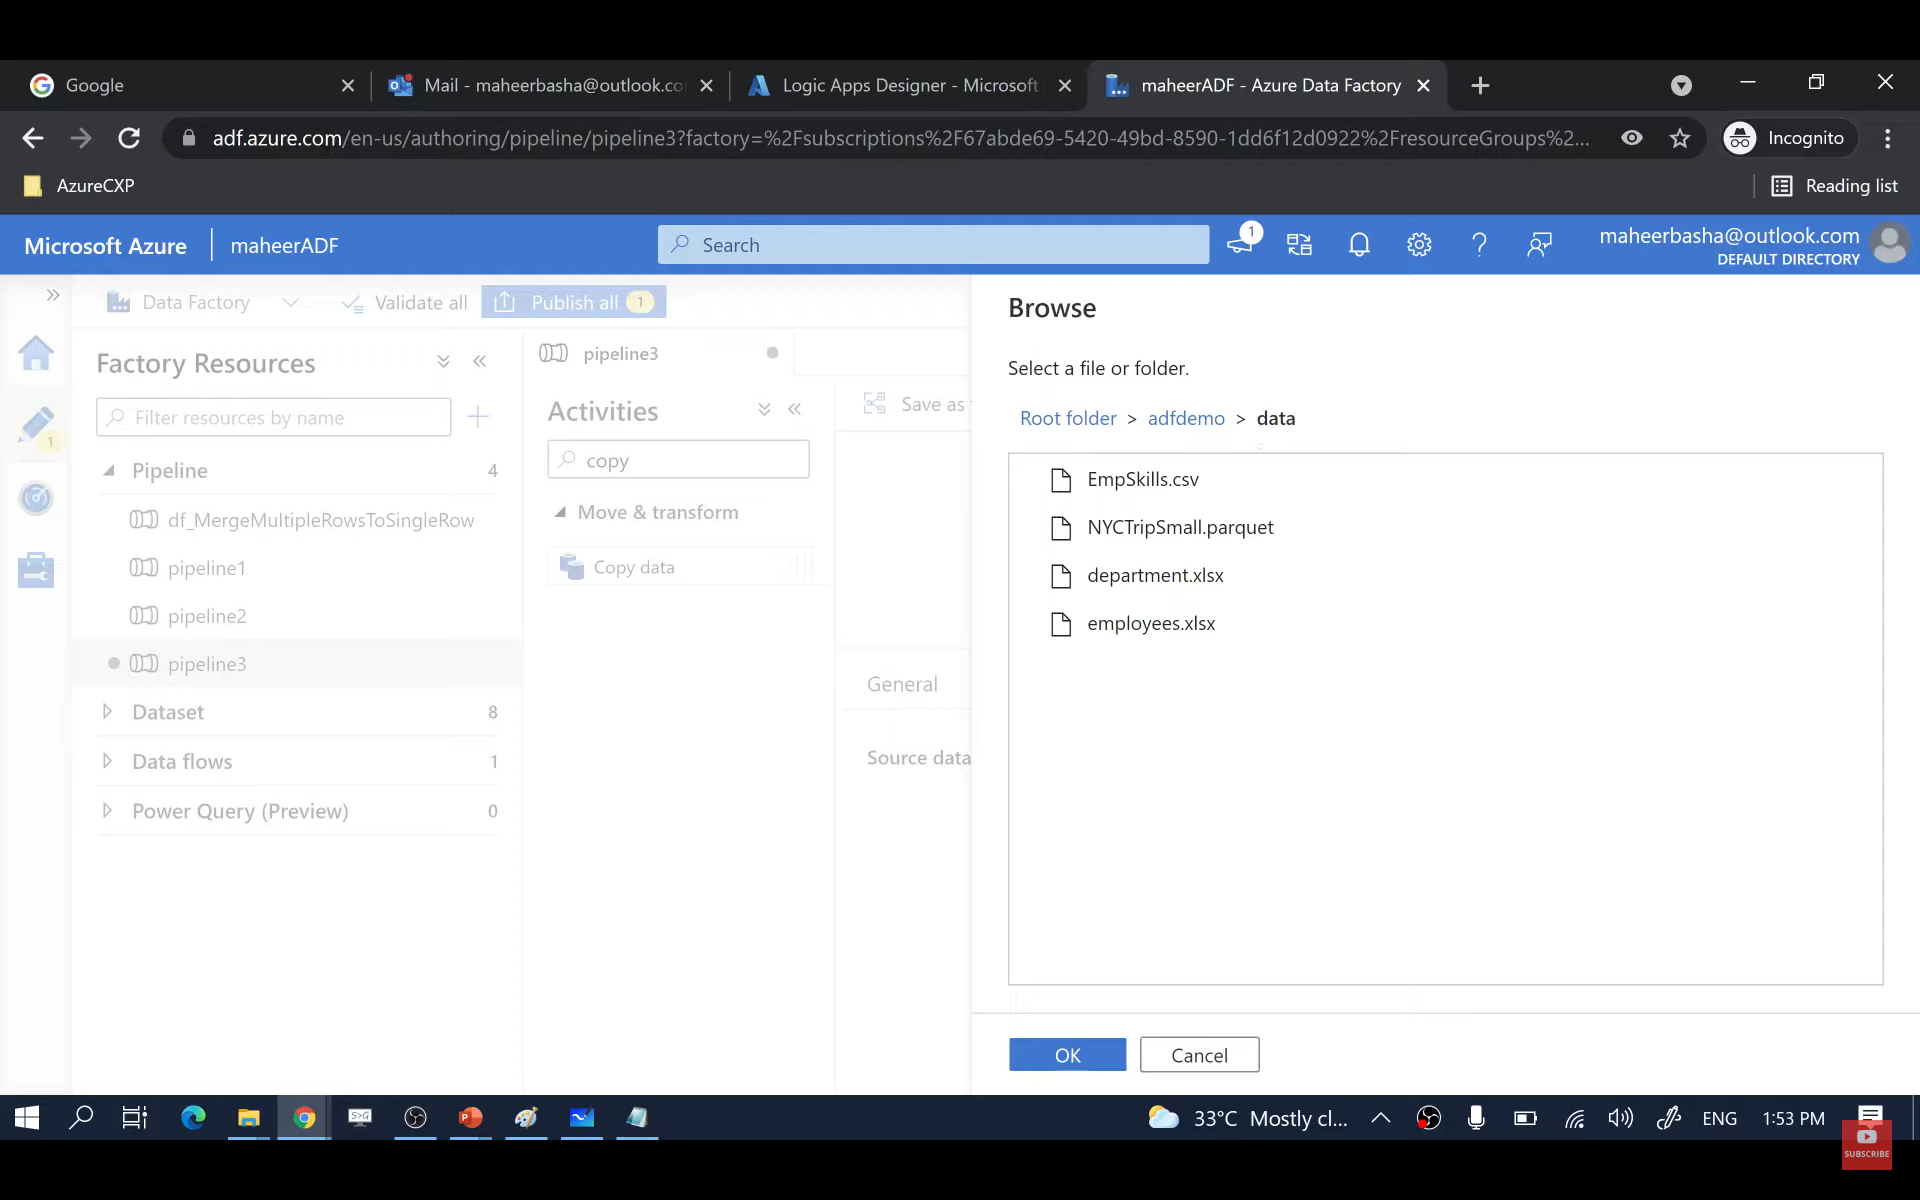 Google
Mail - maheerbasha@outlook.co
Logic Apps Designer - Microsoft
maheerADF - Azure Data Factory
adf.azure.com/en-us/authoring/pipeline/pipeline3?factory=%2Fsubscriptions%2F67abde69-5420-49bd-8590-1dd6f12d0922%2FresourceGroups%2...
Incognito
AzureCXP
Reading list
Microsoft Azure
maheerADF
Search
1
maheerbasha@outlook.com
DEFAULT DIRECTORY
Data Factory
Validate all
Publish all 1
Factory Resources
Filter resources by name
1
Pipeline 4
df_MergeMultipleRowsToSingleRow
pipeline1
pipeline2
pipeline3
Dataset 8
Data flows 1
Power Query (Preview) 0
pipeline3
Activities
copy
Move & transform
Copy data
Save as
General
Source data
Browse
Select a file or folder.
Root folder > adfdemo > data
EmpSkills.csv
NYCTripSmall.parquet
department.xlsx
employees.xlsx
OK
Cancel
33°C Mostly cl...
ENG
1:53 PM
SUBSCRIBE